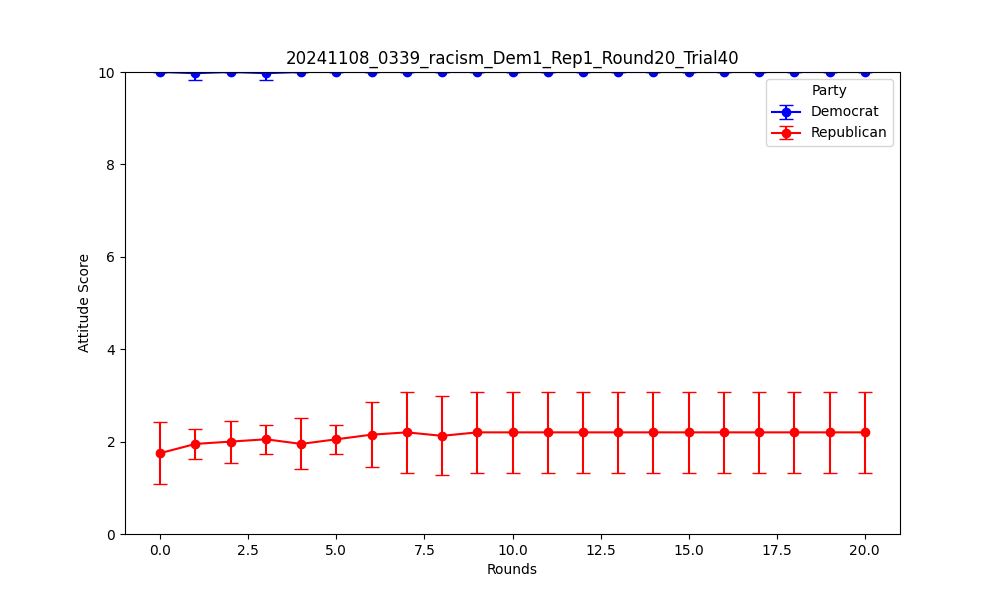 20241108_0339_racism_Dem1_Rep1_Round20_Trial40
10
8
6
4
2
0
Attitude Score
Party
Democrat
Republican
0.0 2.5 5.0 7.5 10.0 12.5 15.0 17.5 20.0
Rounds